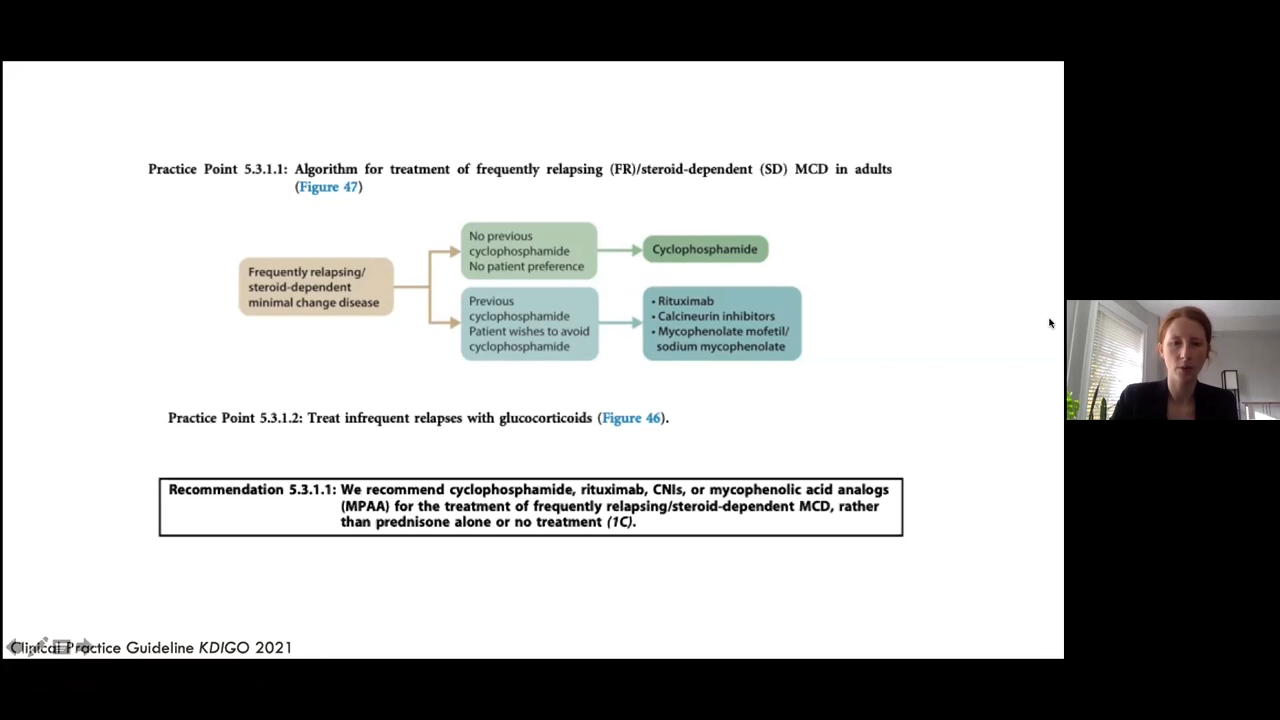 Practice Point 5.3.1.1: Algorithm for treatment of frequently relapsing (FR)/steroid-dependent (SD) MCD in adults
(Figure 47)
Frequently relapsing/
steroid-dependent
minimal change disease
No previous
cyclophosphamide
No patient preference
Cyclophosphamide
Previous
cyclophosphamide
Patient wishes to avoid
cyclophosphamide
• Rituximab
• Calcineurin inhibitors
• Mycophenolate mofetil/
sodium mycophenolate
Practice Point 5.3.1.2: Treat infrequent relapses with glucocorticoids (Figure 46).
Recommendation 5.3.1.1: We recommend cyclophosphamide, rituximab, CNIs, or mycophenolic acid analogs
(MPAA) for the treatment of frequently relapsing/steroid-dependent MCD, rather
than prednisone alone or no treatment (1C).
Clinical Practice Guideline KDIGO 2021